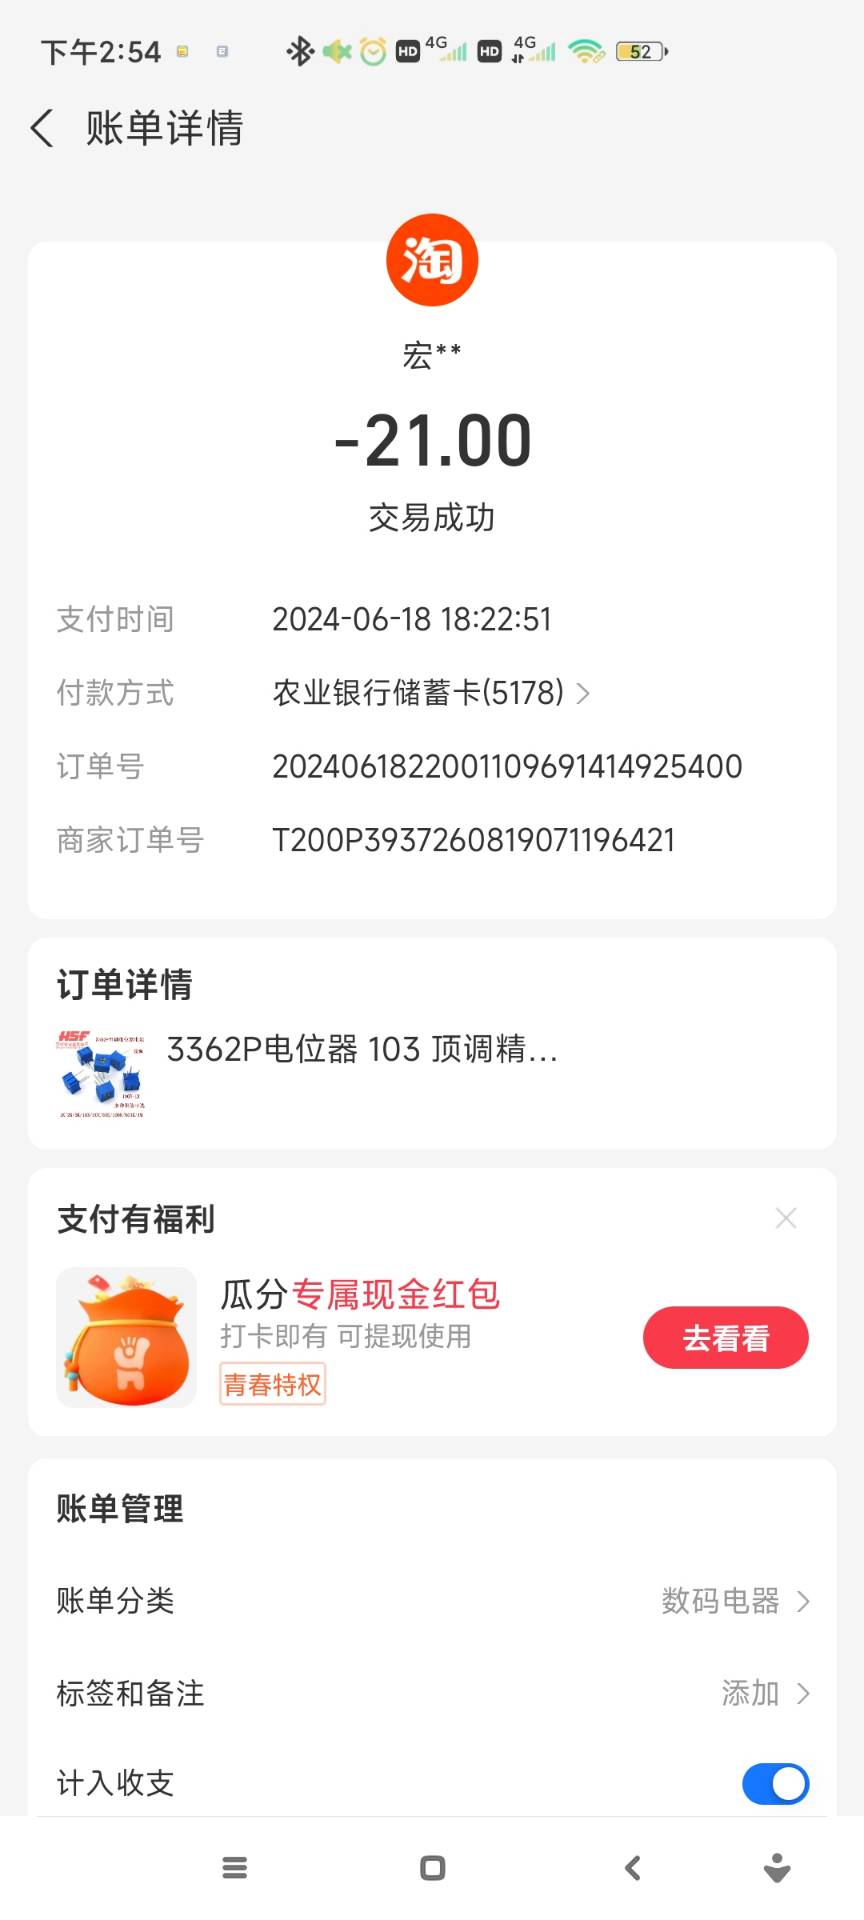 下午2:54
HD 4G HD 4G 52
账单详情
淘
宏**
-21.00
交易成功
支付时间 2024-06-18 18:22:51
付款方式 农业银行储蓄卡(5178)
订单号 2024061822001109691414925400
商家订单号 T200P3937260819071196421
订单详情
HSF
3362P电位器 103 顶调精...
支付有福利
瓜分专属现金红包
打卡即有 可提现使用
去看看
青春特权
账单管理
账单分类 数码电器
标签和备注 添加
计入收支